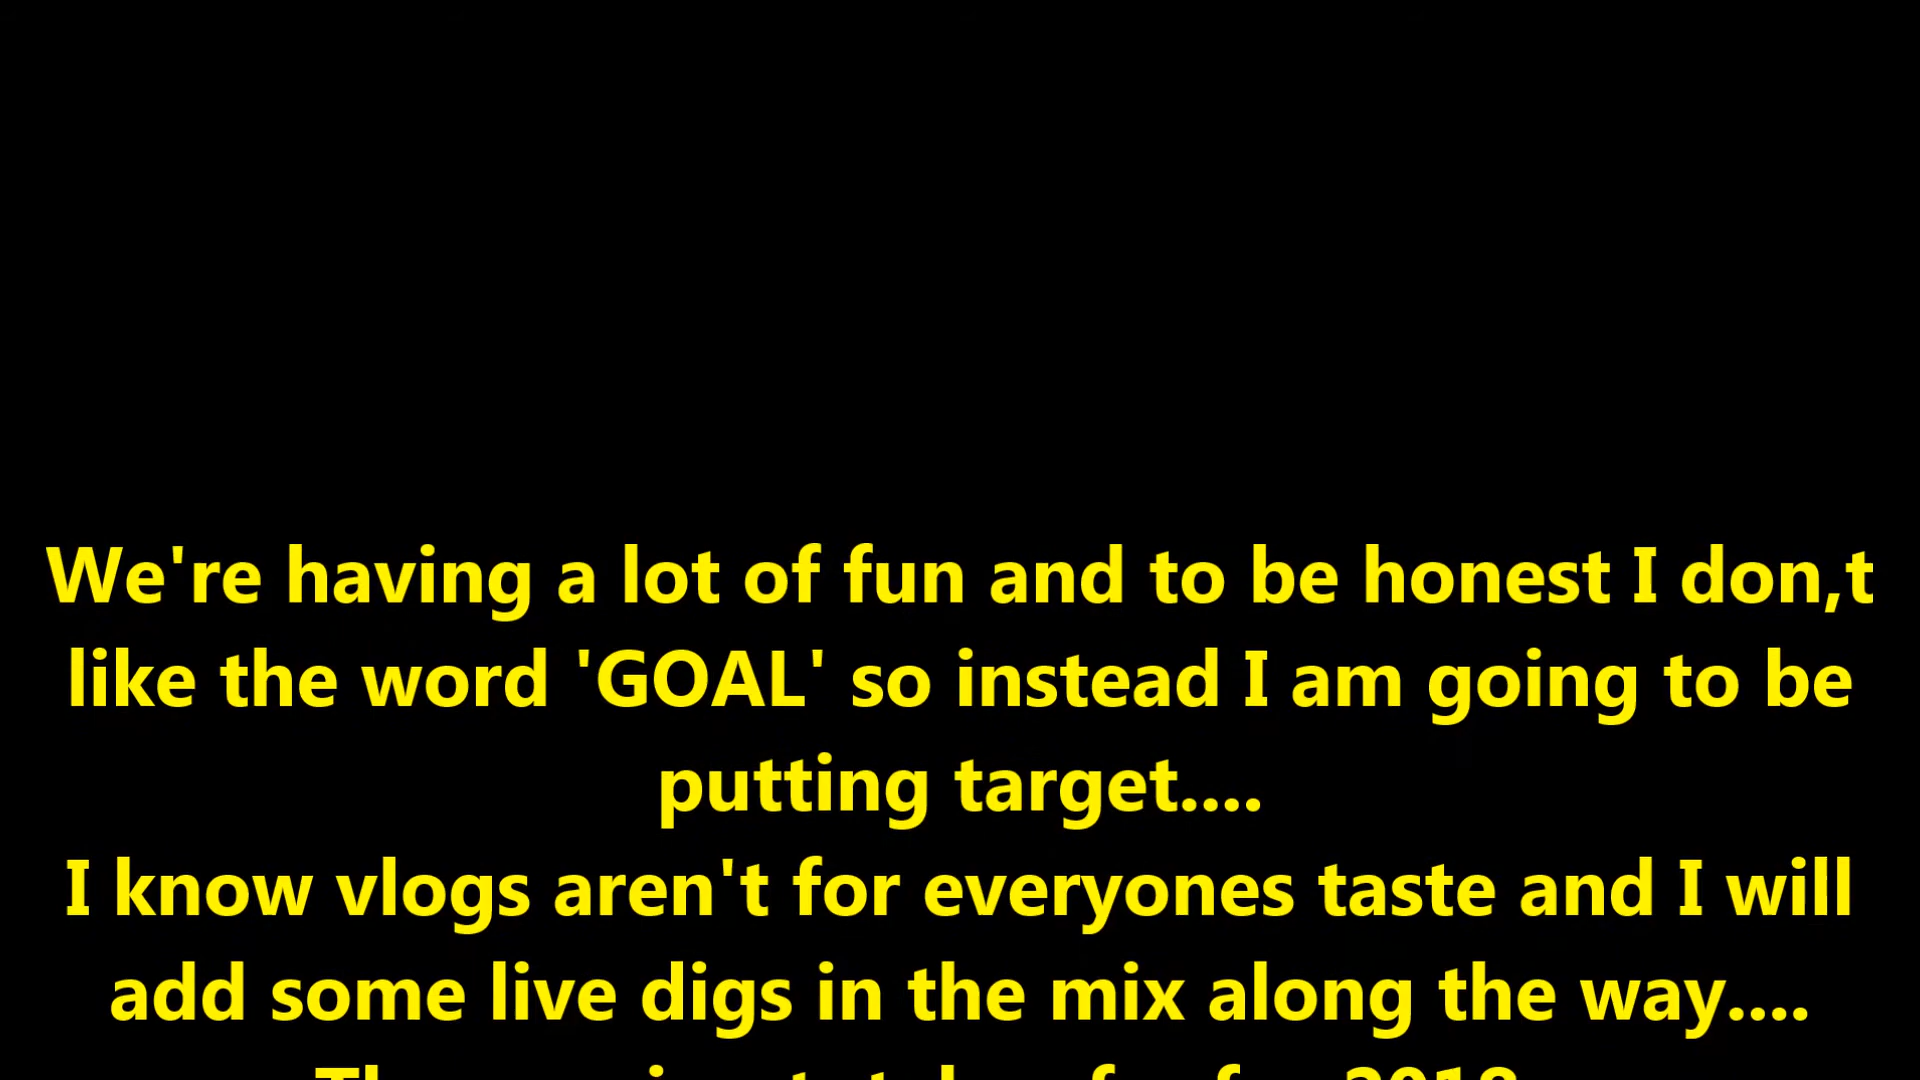 We're having a lot of fun and to be honest I don,t
like the word 'GOAL' so instead I am going to be
putting target....
I know vlogs aren't for everyones taste and I will
add some live digs in the mix along the way....